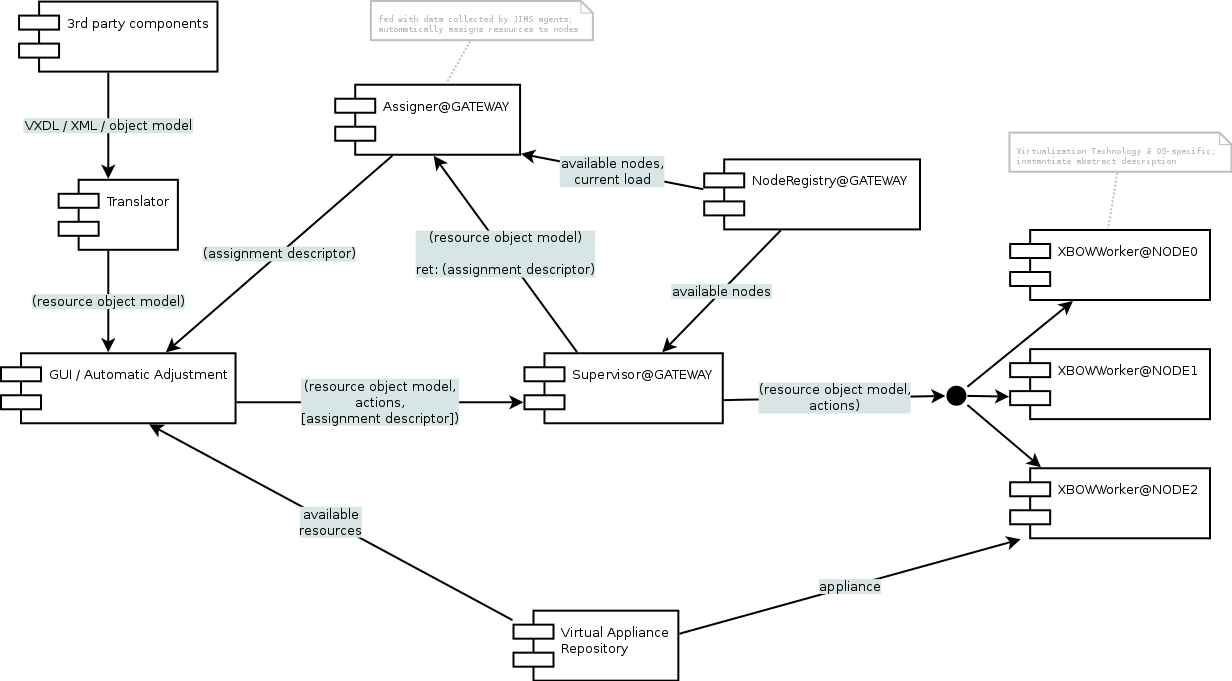 3rd party components
fed with data collected by JIMS agents;
automatically assigns resources to nodes
Assigner@GATEWAY
VXDL / XML / object model
Virtualization Technology & OS-specific;
instantiate abstract description
available nodes,
current load
NodeRegistry@GATEWAY
Translator
(resource object model)
ret: (assignment descriptor)
(assignment descriptor)
XBOWWorker@NODE0
available nodes
(resource object model)
GUI / Automatic Adjustment
(resource object model,
actions,
[assignment descriptor])
Supervisor@GATEWAY
(resource object model,
actions)
XBOWWorker@NODE1
XBOWWorker@NODE2
available
resources
appliance
Virtual Appliance
Repository